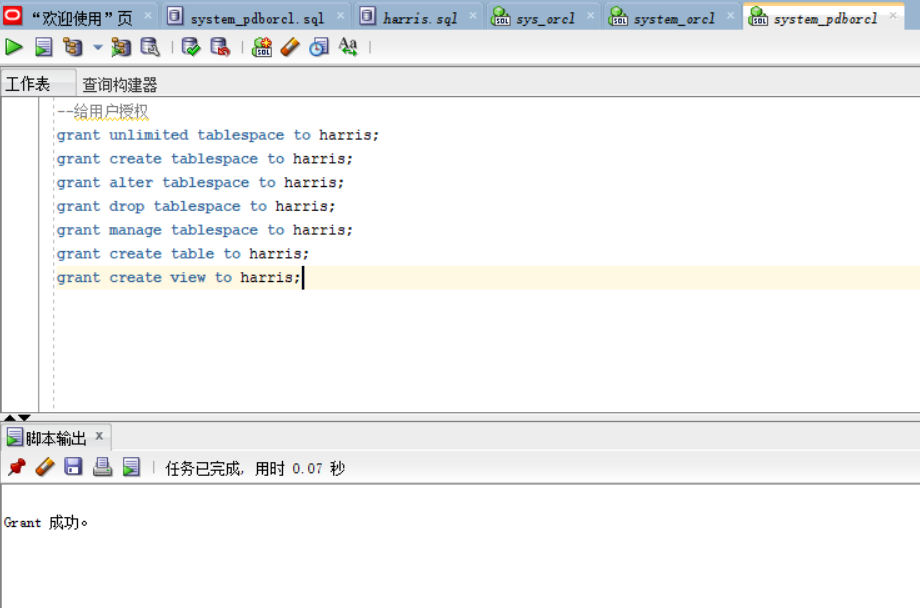 “欢迎使用”页 system_pdborcl.sql harris.sql sys_orcl system_orcl system_pdborcl
工作表 查询构建器
--给用户授权
grant unlimited tablespace to harris;
grant create tablespace to harris;
grant alter tablespace to harris;
grant drop tablespace to harris;
grant manage tablespace to harris;
grant create table to harris;
grant create view to harris;
脚本输出
任务已完成, 用时 0.07 秒
Grant 成功。